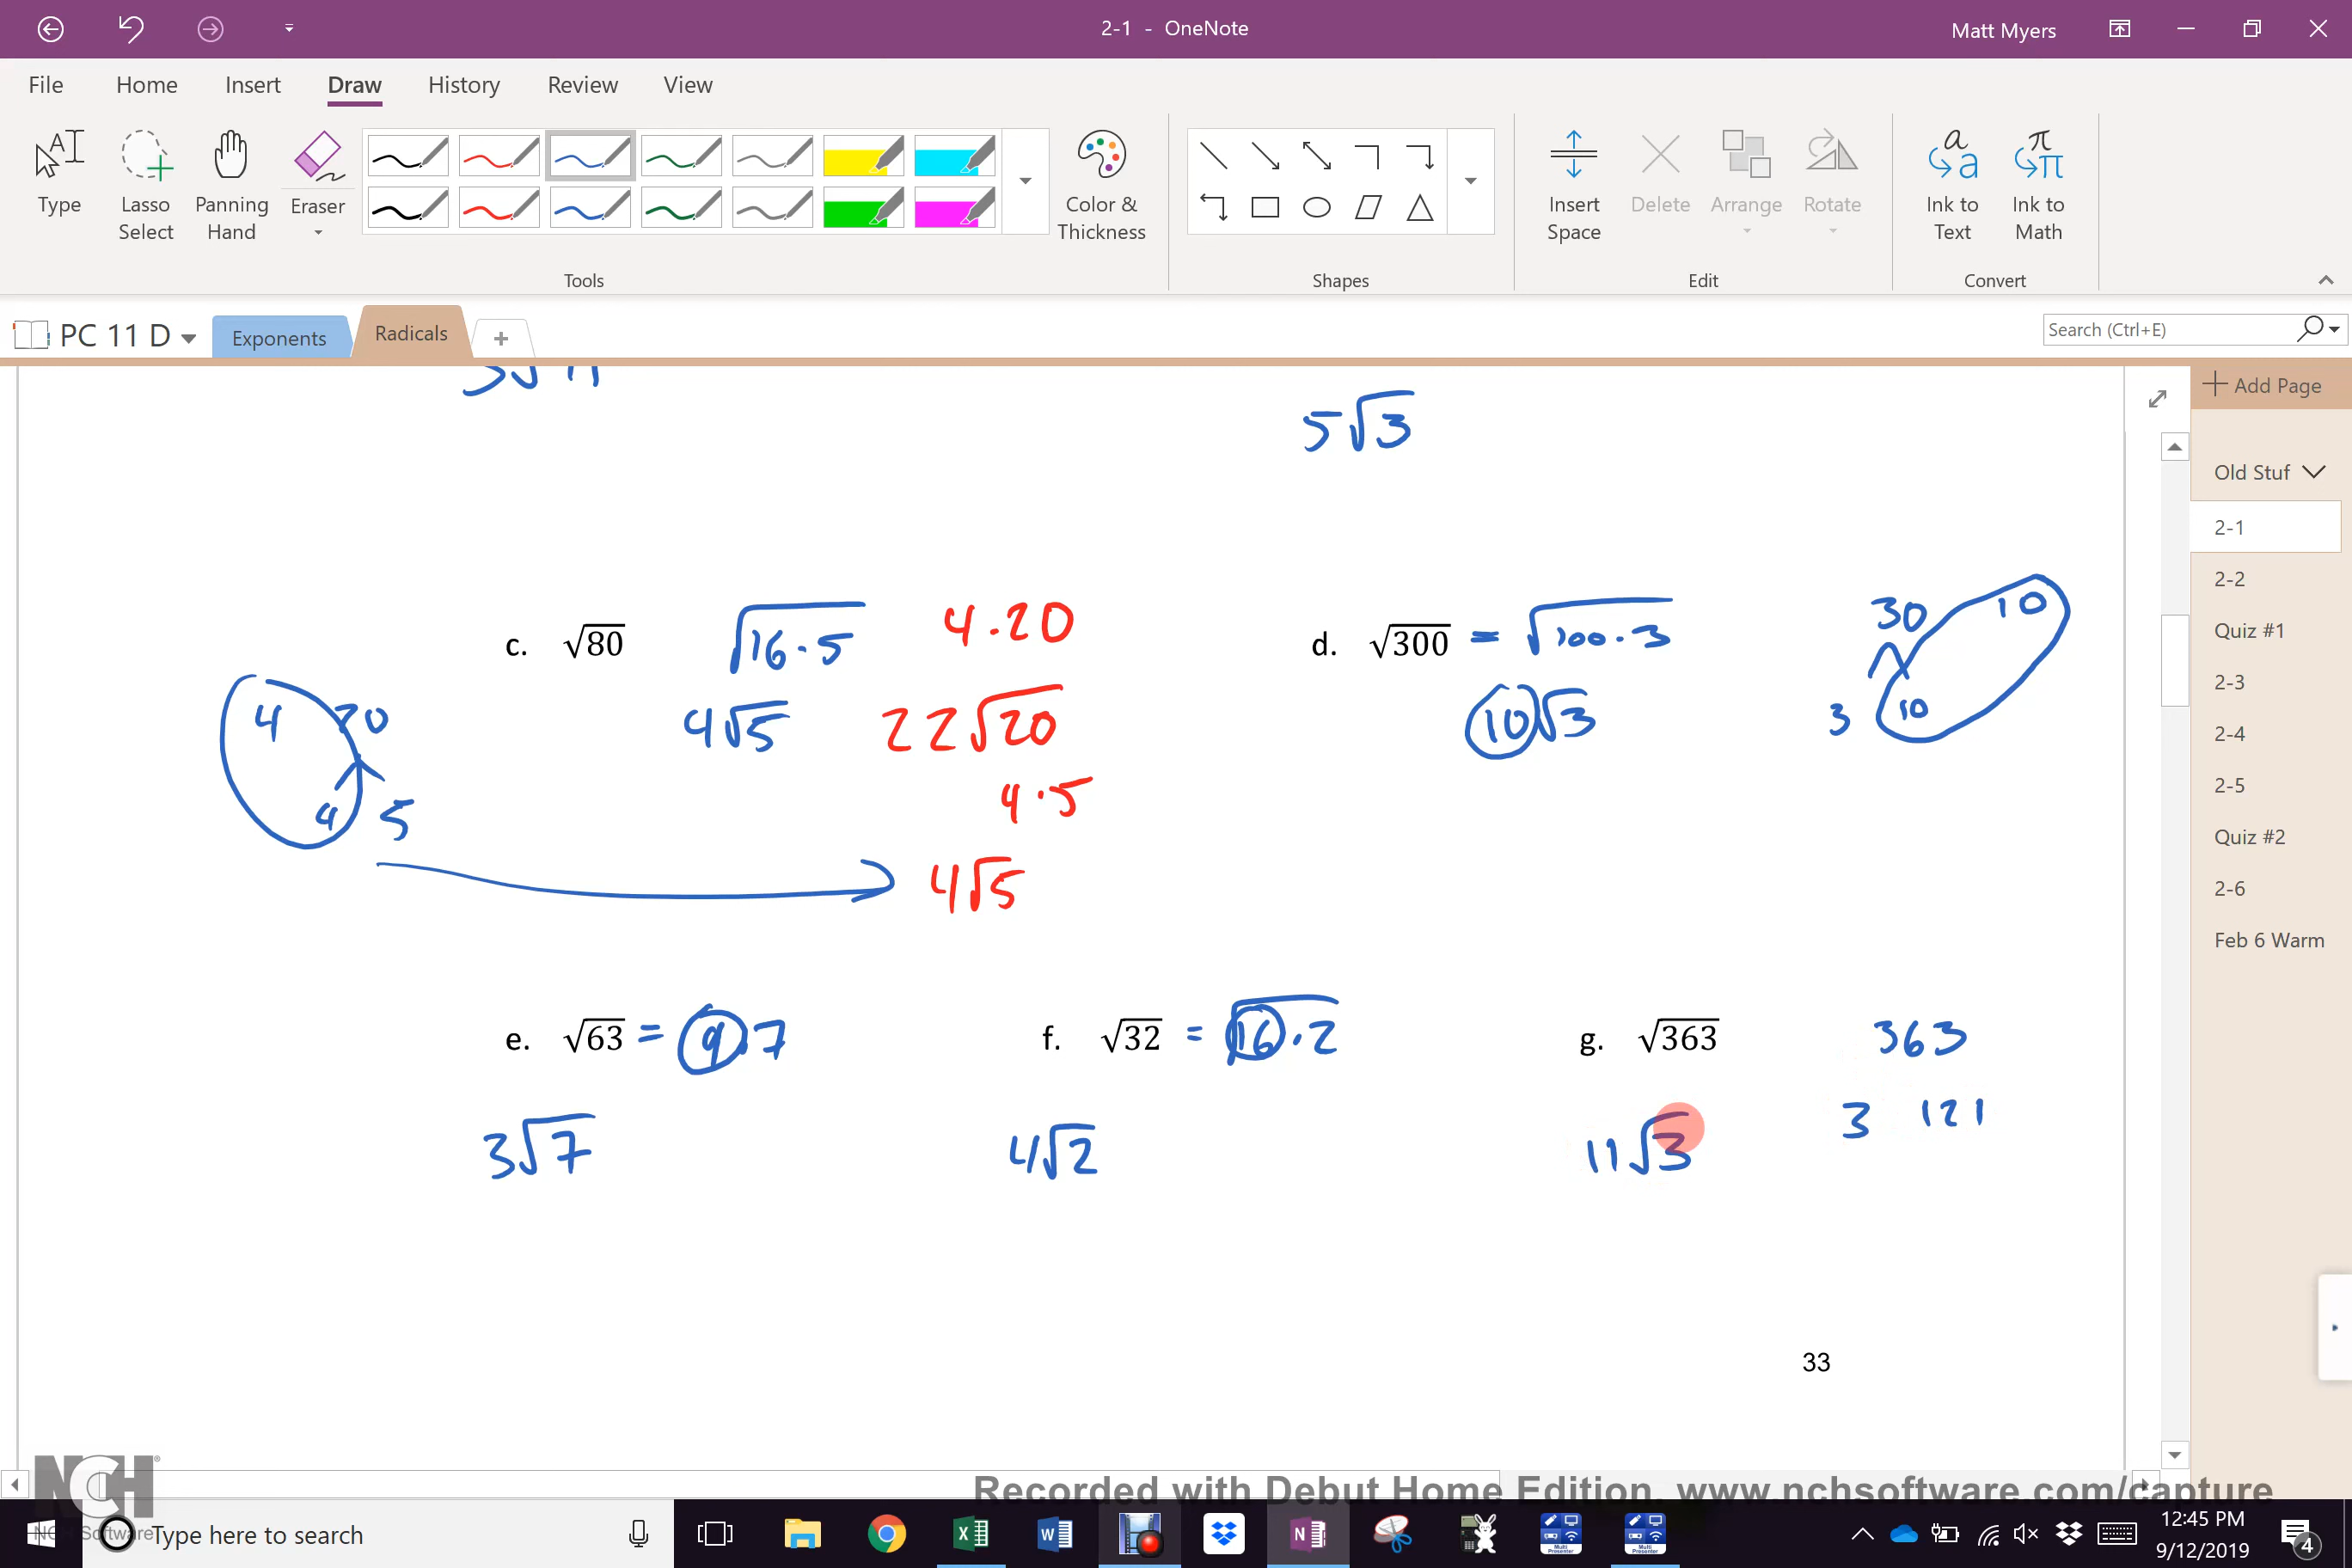 2-1 - OneNote
Matt Myers
File Home Insert Draw History Review View
Type
Lasso Select
Panning Hand
Eraser
Color & Thickness
Insert Space
Delete
Arrange
Rotate
Ink to Text
Ink to Math
Tools
Shapes
Edit
Convert
PC 11 D
Exponents
Radicals
Search (Ctrl+E)
Add Page
Old Stuf
2-1
2-2
Quiz #1
2-3
2-4
2-5
Quiz #2
2-6
Feb 6 Warm
5√3
c. √80
√16·5
4·20
4√5
22√20
4·5
4√5
4 20
4 5
d. √300 = √100·3
10√3
30 10
3 10
e. √63 = 9·7
3√7
f. √32 = √16·2
4√2
g. √363
363
3 121
11√3
33
NCH
NCH Software
Recorded with Debut Home Edition. www.nchsoftware.com/capture
Type here to search
12:45 PM
9/12/2019
4